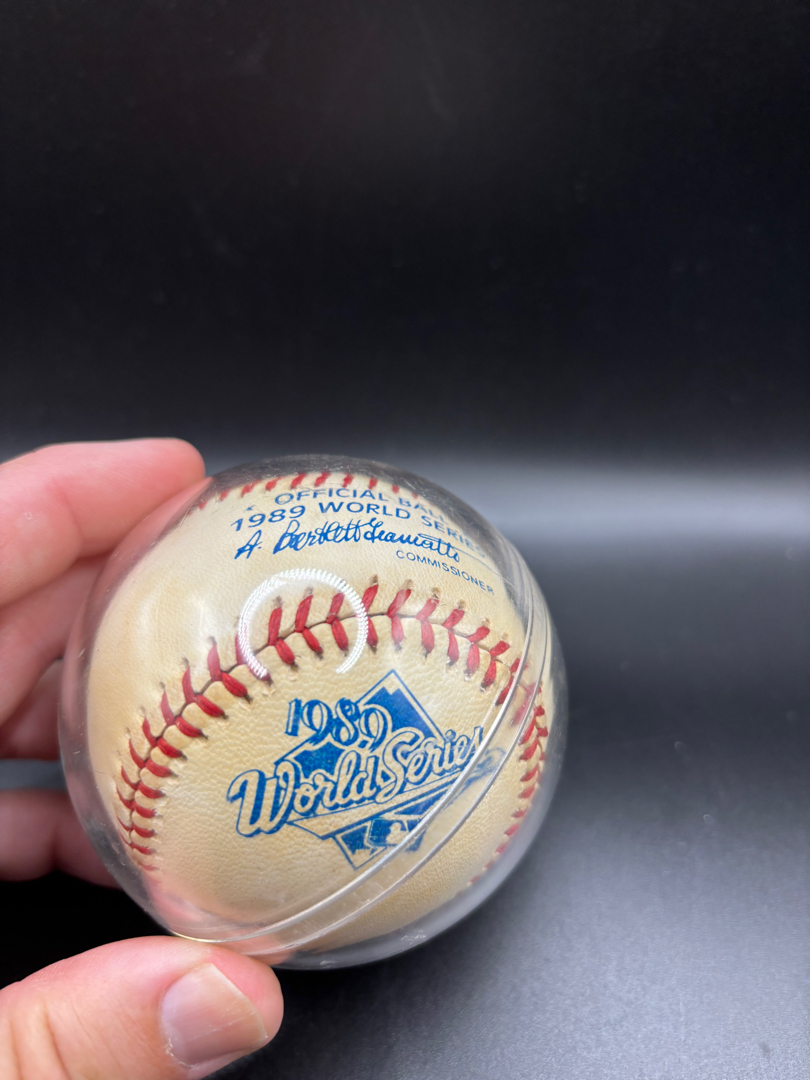 OFFICIAL BALL
1989 WORLD SERIES
A. Bartlett Giamatti
COMMISSIONER
1989
World Series